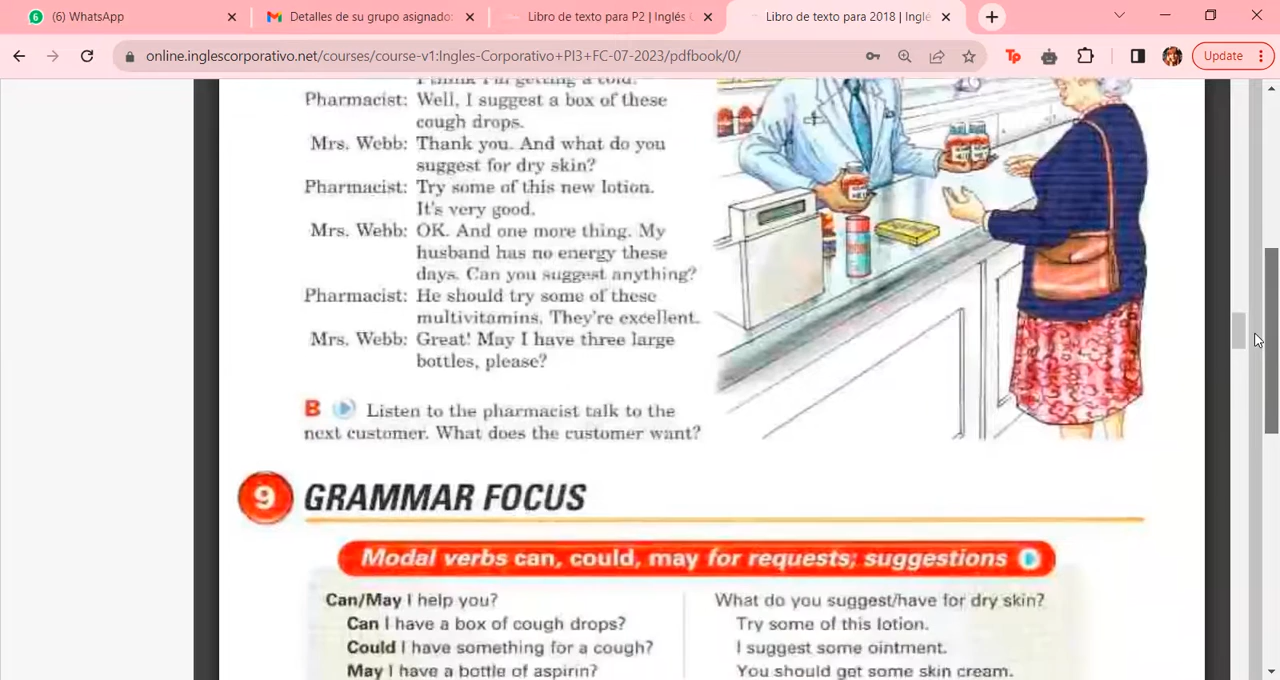 6 (6) WhatsApp
Detalles de su grupo asignado:
Libro de texto para P2 | Inglés
Libro de texto para 2018 | Inglé
online.inglescorporativo.net/courses/course-v1:Ingles-Corporativo+PI3+FC-07-2023/pdfbook/0/
Tp
Update
I think I'm getting a cold.
Pharmacist: Well, I suggest a box of these
cough drops.
Mrs. Webb: Thank you. And what do you
suggest for dry skin?
Pharmacist: Try some of this new lotion.
It's very good.
Mrs. Webb: OK. And one more thing. My
husband has no energy these
days. Can you suggest anything?
Pharmacist: He should try some of these
multivitamins. They're excellent.
Mrs. Webb: Great! May I have three large
bottles, please?
B Listen to the pharmacist talk to the
next customer. What does the customer want?
9 GRAMMAR FOCUS
Modal verbs can, could, may for requests; suggestions
Can/May I help you?
Can I have a box of cough drops?
Could I have something for a cough?
May I have a bottle of aspirin?
What do you suggest/have for dry skin?
Try some of this lotion.
I suggest some ointment.
You should get some skin cream.